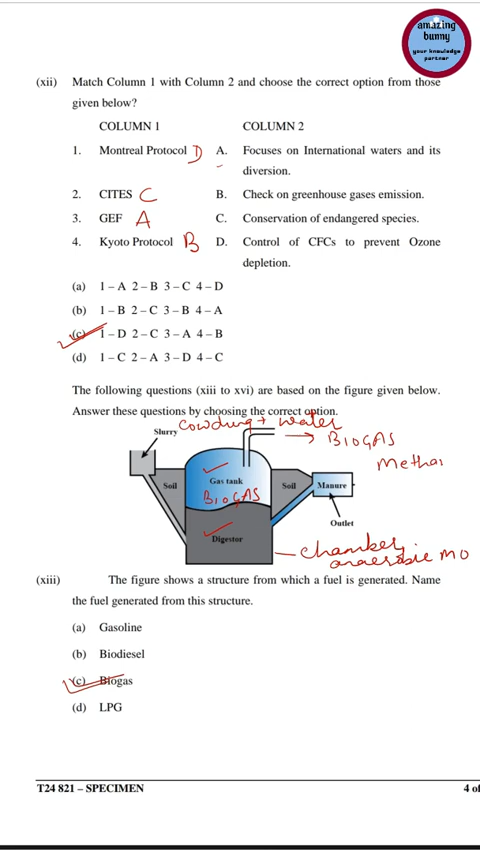 amazing
bunny
your knowledge
partner
(xii) Match Column 1 with Column 2 and choose the correct option from those
given below?
COLUMN 1 COLUMN 2
1. Montreal Protocol D A. Focuses on International waters and its
diversion.
2. CITES C B. Check on greenhouse gases emission.
3. GEF A C. Conservation of endangered species.
4. Kyoto Protocol B D. Control of CFCs to prevent Ozone
depletion.
(a) 1 – A 2 – B 3 – C 4 – D
(b) 1 – B 2 – C 3 – B 4 – A
(c) 1 – D 2 – C 3 – A 4 – B
(d) 1 – C 2 – A 3 – D 4 – C
The following questions (xiii to xvi) are based on the figure given below.
Answer these questions by choosing the correct option.
Cowdung + water
Slurry
BIOGAS
Methan
Soil Gas tank Soil Manure
BIOGAS
Outlet
Digestor
Chamber,
anaerobic MO
(xiii) The figure shows a structure from which a fuel is generated. Name
the fuel generated from this structure.
(a) Gasoline
(b) Biodiesel
(c) Biogas
(d) LPG
T24 821 – SPECIMEN 4 of